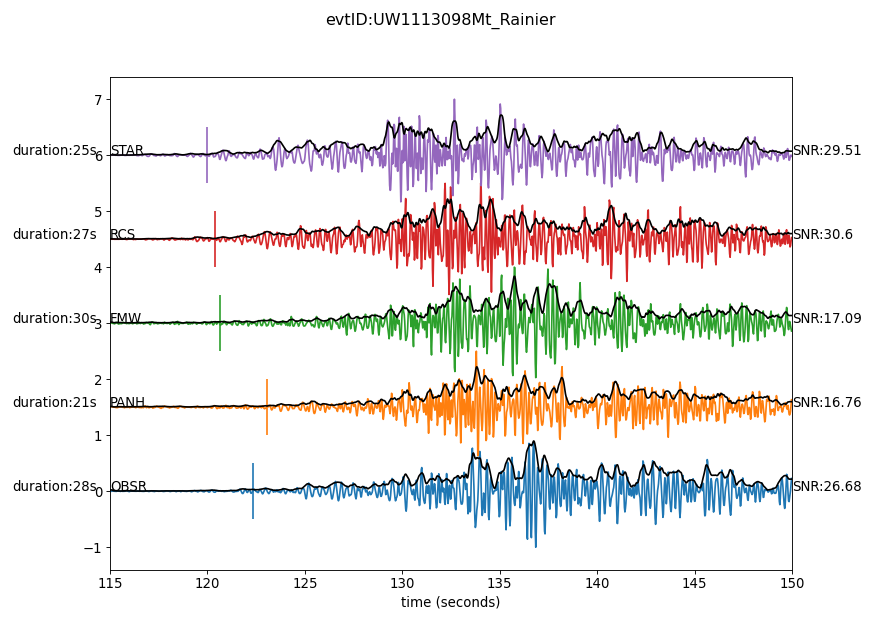 evtID:UW1113098Mt_Rainier
7
duration:25s 6 STAR SNR:29.51
5
duration:27s RCS SNR:30.6
4
duration:30s 3 FMW SNR:17.09
2
duration:21s PANH SNR:16.76
1
duration:28s 0 OBSR SNR:26.68
−1
115 120 125 130 135 140 145 150
time (seconds)